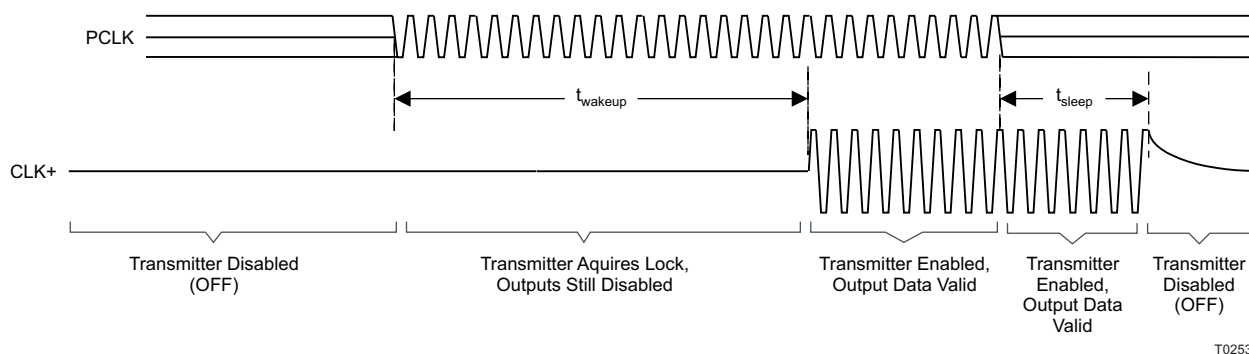 PCLK
twakeup
tsleep
CLK+
Transmitter Disabled
(OFF)
Transmitter Aquires Lock,
Outputs Still Disabled
Transmitter Enabled,
Output Data Valid
Transmitter
Enabled,
Output Data
Valid
Transmitter
Disabled
(OFF)
T0253